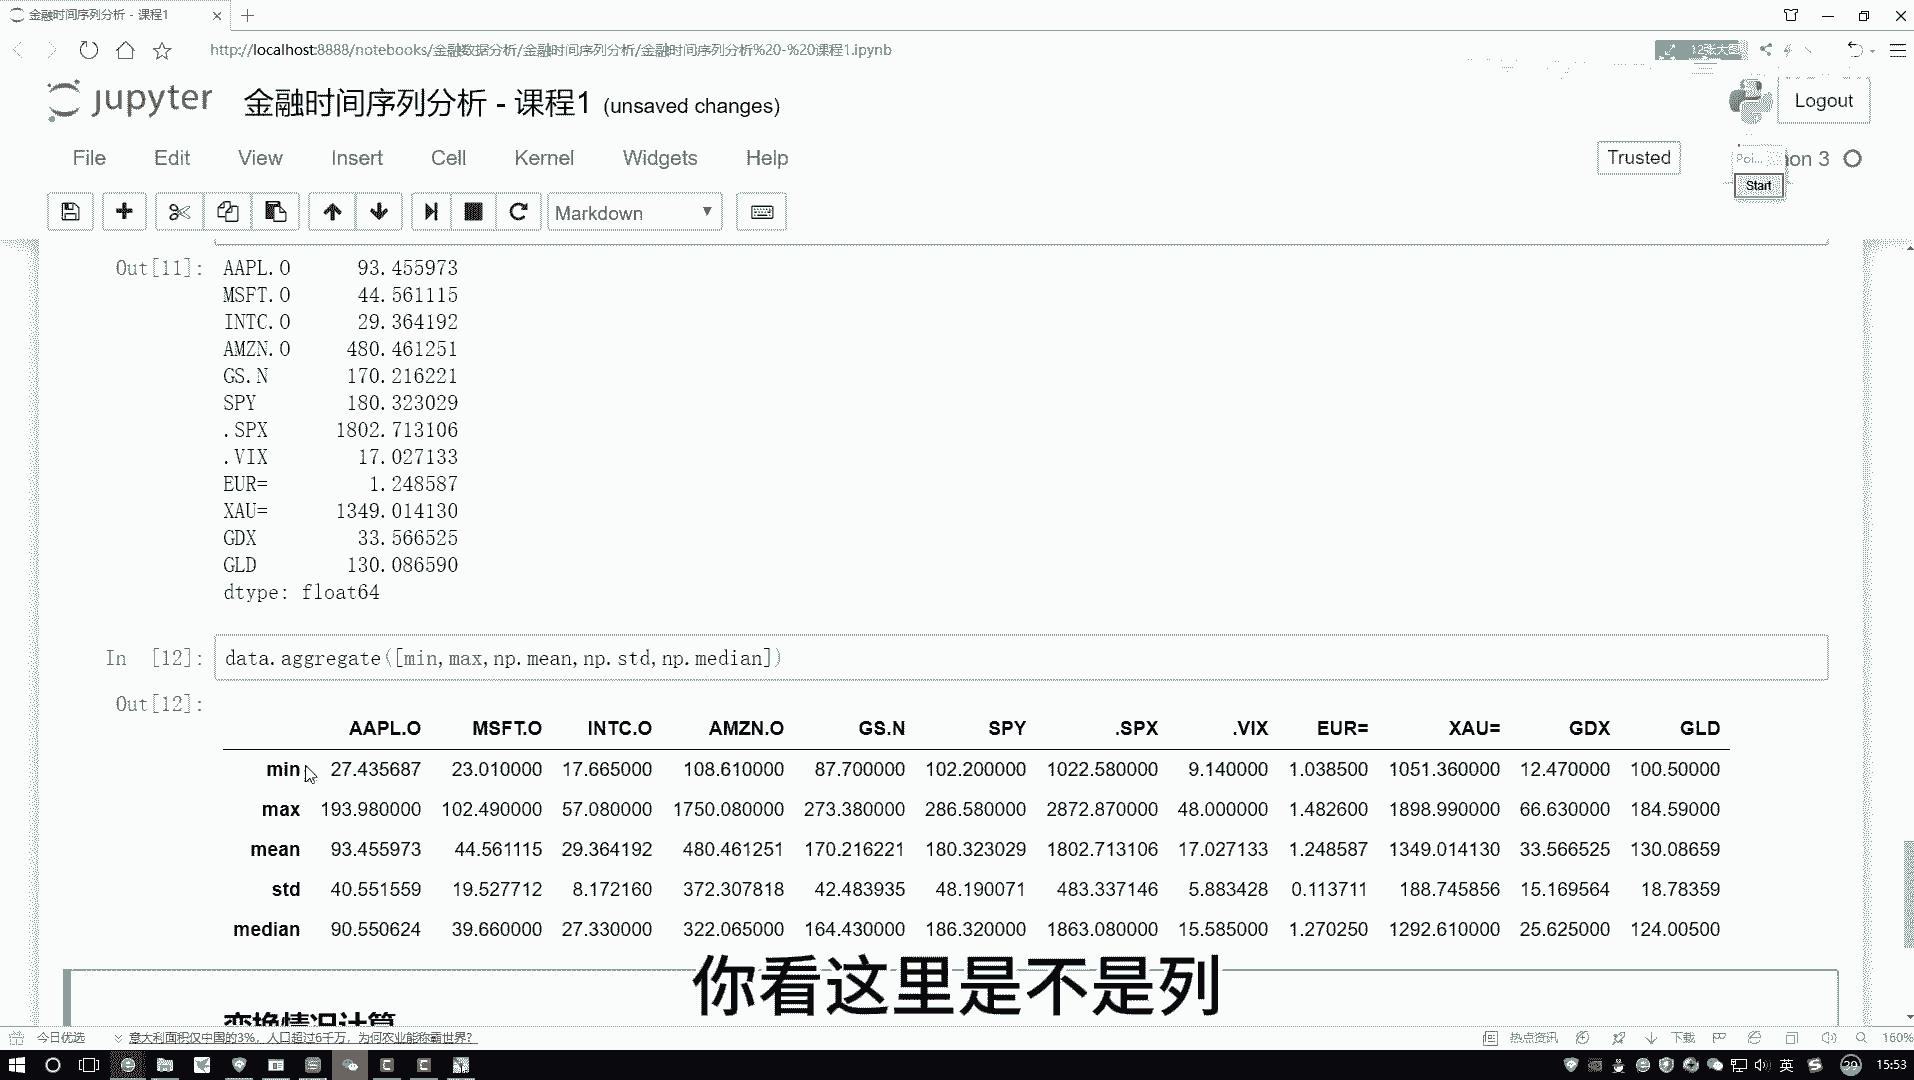 金融时间序列分析 - 课程1
http://localhost:8888/notebooks/金融数据分析/金融时间序列分析/金融时间序列分析%20-%20课程1.ipynb
12张大图
jupyter 金融时间序列分析 - 课程1 (unsaved changes)
Logout
File Edit View Insert Cell Kernel Widgets Help
Trusted
Poi... on 3
Start
Markdown
Out[11]: AAPL.O 93.455973
MSFT.O 44.561115
INTC.O 29.364192
AMZN.O 480.461251
GS.N 170.216221
SPY 180.323029
.SPX 1802.713106
.VIX 17.027133
EUR= 1.248587
XAU= 1349.014130
GDX 33.566525
GLD 130.086590
dtype: float64
In [12]: data.aggregate([min,max,np.mean,np.std,np.median])
Out[12]:
AAPL.O MSFT.O INTC.O AMZN.O GS.N SPY .SPX .VIX EUR= XAU= GDX GLD
min 27.435687 23.010000 17.665000 108.610000 87.700000 102.200000 1022.580000 9.140000 1.038500 1051.360000 12.470000 100.50000
max 193.980000 102.490000 57.080000 1750.080000 273.380000 286.580000 2872.870000 48.000000 1.482600 1898.990000 66.630000 184.59000
mean 93.455973 44.561115 29.364192 480.461251 170.216221 180.323029 1802.713106 17.027133 1.248587 1349.014130 33.566525 130.08659
std 40.551559 19.527712 8.172160 372.307818 42.483935 48.190071 483.337146 5.883428 0.113711 188.745856 15.169564 18.78359
median 90.550624 39.660000 27.330000 322.065000 164.430000 186.320000 1863.080000 15.585000 1.270250 1292.610000 25.625000 124.00500
你看这里是不是列
变换情况计算
今日优选 意大利面积仅中国的3%，人口超过6千万，为何农业能称霸世界?
热点资讯 下载 160%
英 29 15:53